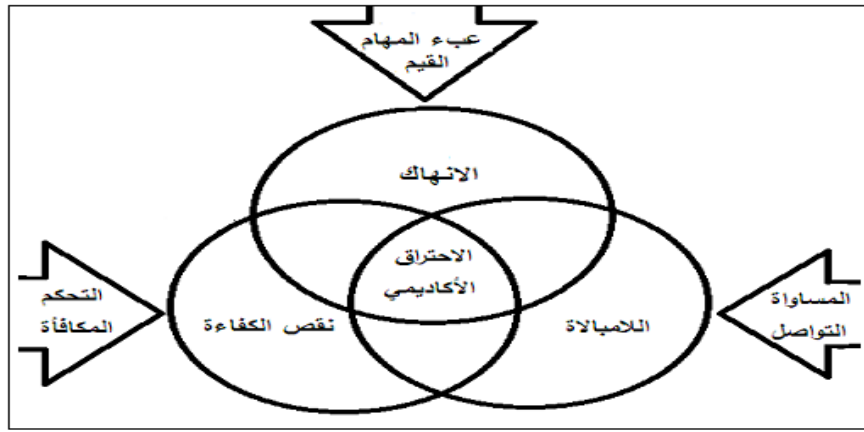 عبء المهام
القيم
الانهاك
الاحتراق
الأكاديمي
المساواة
التواصل
اللامبالاة
نقص الكفاءة
التحكم
المكافأة